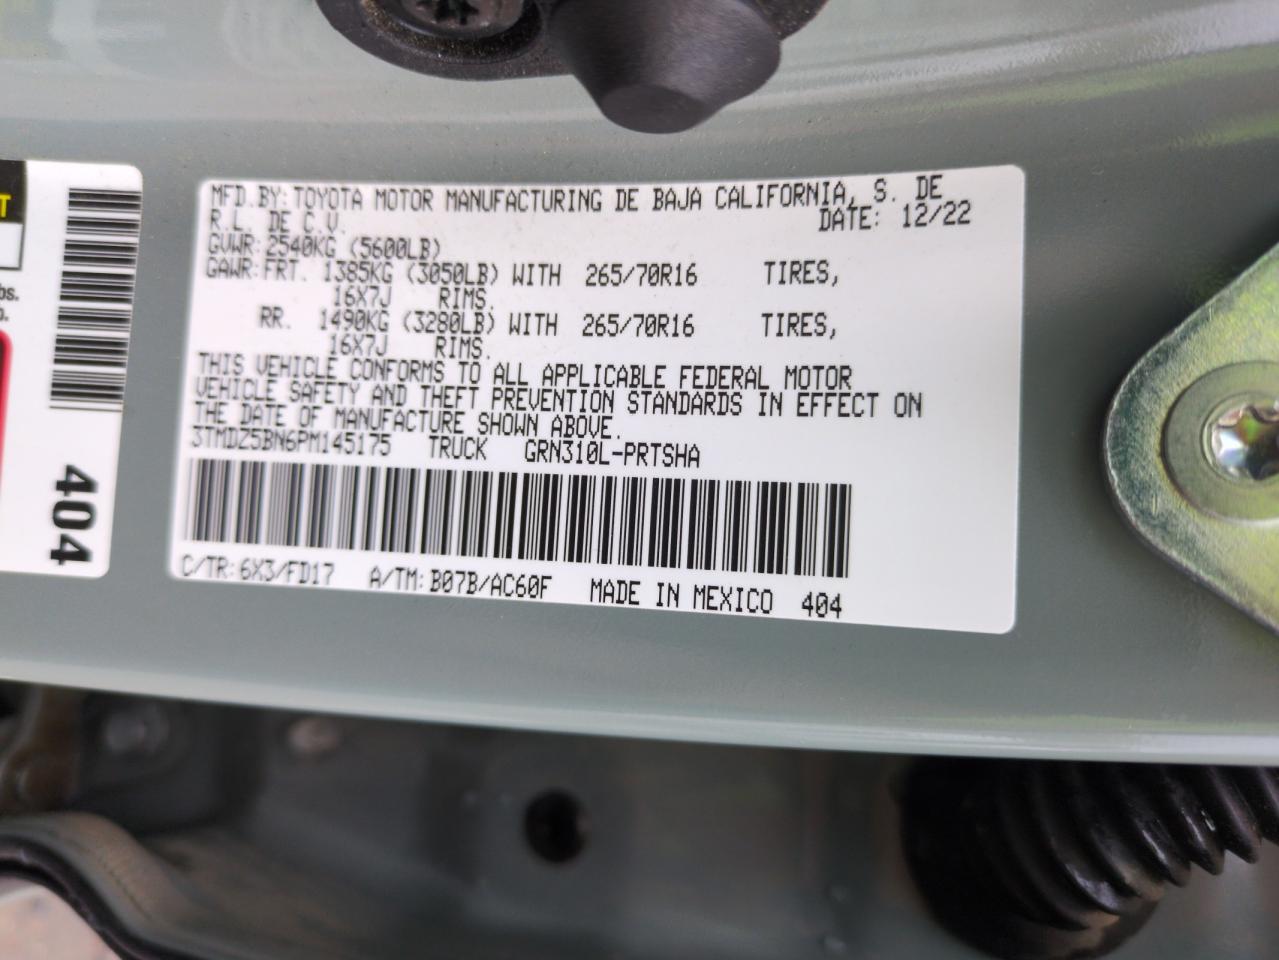 MFD.BY: TOYOTA MOTOR MANUFACTURING DE BAJA CALIFORNIA, S. DE
R.L. DE C.V. DATE: 12/22
GVWR: 2540KG (5600LB)
GAWR: FRT. 1385KG (3050LB) WITH 265/70R16 TIRES,
16X7J RIMS.
RR. 1490KG (3280LB) WITH 265/70R16 TIRES,
16X7J RIMS.
THIS VEHICLE CONFORMS TO ALL APPLICABLE FEDERAL MOTOR
VEHICLE SAFETY AND THEFT PREVENTION STANDARDS IN EFFECT ON
THE DATE OF MANUFACTURE SHOWN ABOVE.
3TMDZ5BN6PM145175 TRUCK GRN310L-PRTSHA
C/TR: 6X3/FD17 A/TM: B07B/AC60F MADE IN MEXICO 404
404
T
bs.